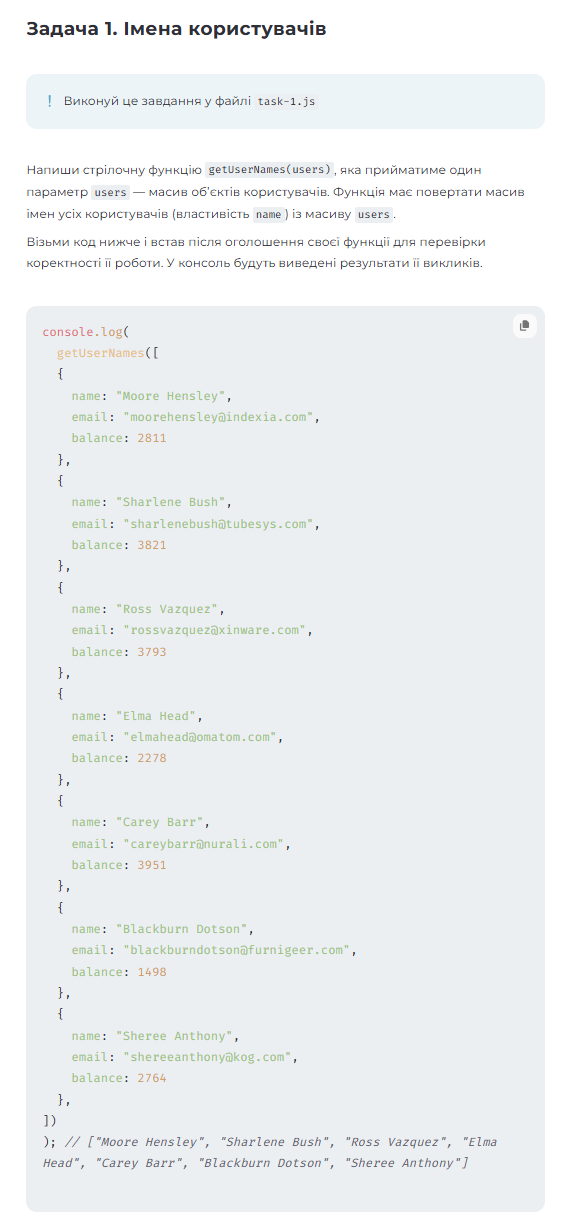 Задача 1. Імена користувачів
! Виконуй це завдання у файлі task-1.js
Напиши стрілочну функцію getUserNames(users), яка прийматиме один
параметр users — масив об’єктів користувачів. Функція має повертати масив
імен усіх користувачів (властивість name) із масиву users.
Візьми код нижче і встав після оголошення своєї функції для перевірки
коректності її роботи. У консоль будуть виведені результати її викликів.
console.log(
  getUserNames([
  {
    name: "Moore Hensley",
    email: "moorehensley@indexia.com",
    balance: 2811
  },
  {
    name: "Sharlene Bush",
    email: "sharlenebush@tubesys.com",
    balance: 3821
  },
  {
    name: "Ross Vazquez",
    email: "rossvazquez@xinware.com",
    balance: 3793
  },
  {
    name: "Elma Head",
    email: "elmahead@omatom.com",
    balance: 2278
  },
  {
    name: "Carey Barr",
    email: "careybarr@nurali.com",
    balance: 3951
  },
  {
    name: "Blackburn Dotson",
    email: "blackburndotson@furnigeer.com",
    balance: 1498
  },
  {
    name: "Sheree Anthony",
    email: "shereeanthony@kog.com",
    balance: 2764
  },
])
); // ["Moore Hensley", "Sharlene Bush", "Ross Vazquez", "Elma
Head", "Carey Barr", "Blackburn Dotson", "Sheree Anthony"]